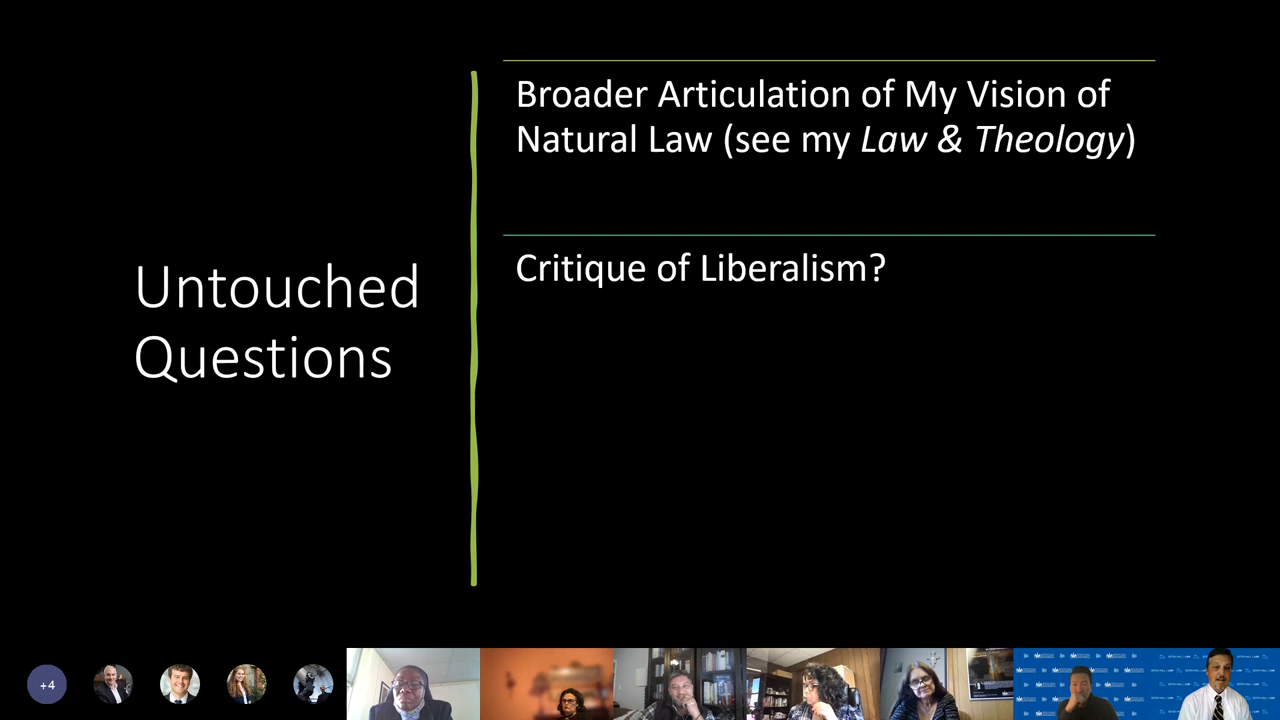 Untouched
Questions
Broader Articulation of My Vision of
Natural Law (see my Law & Theology)
Critique of Liberalism?
+4